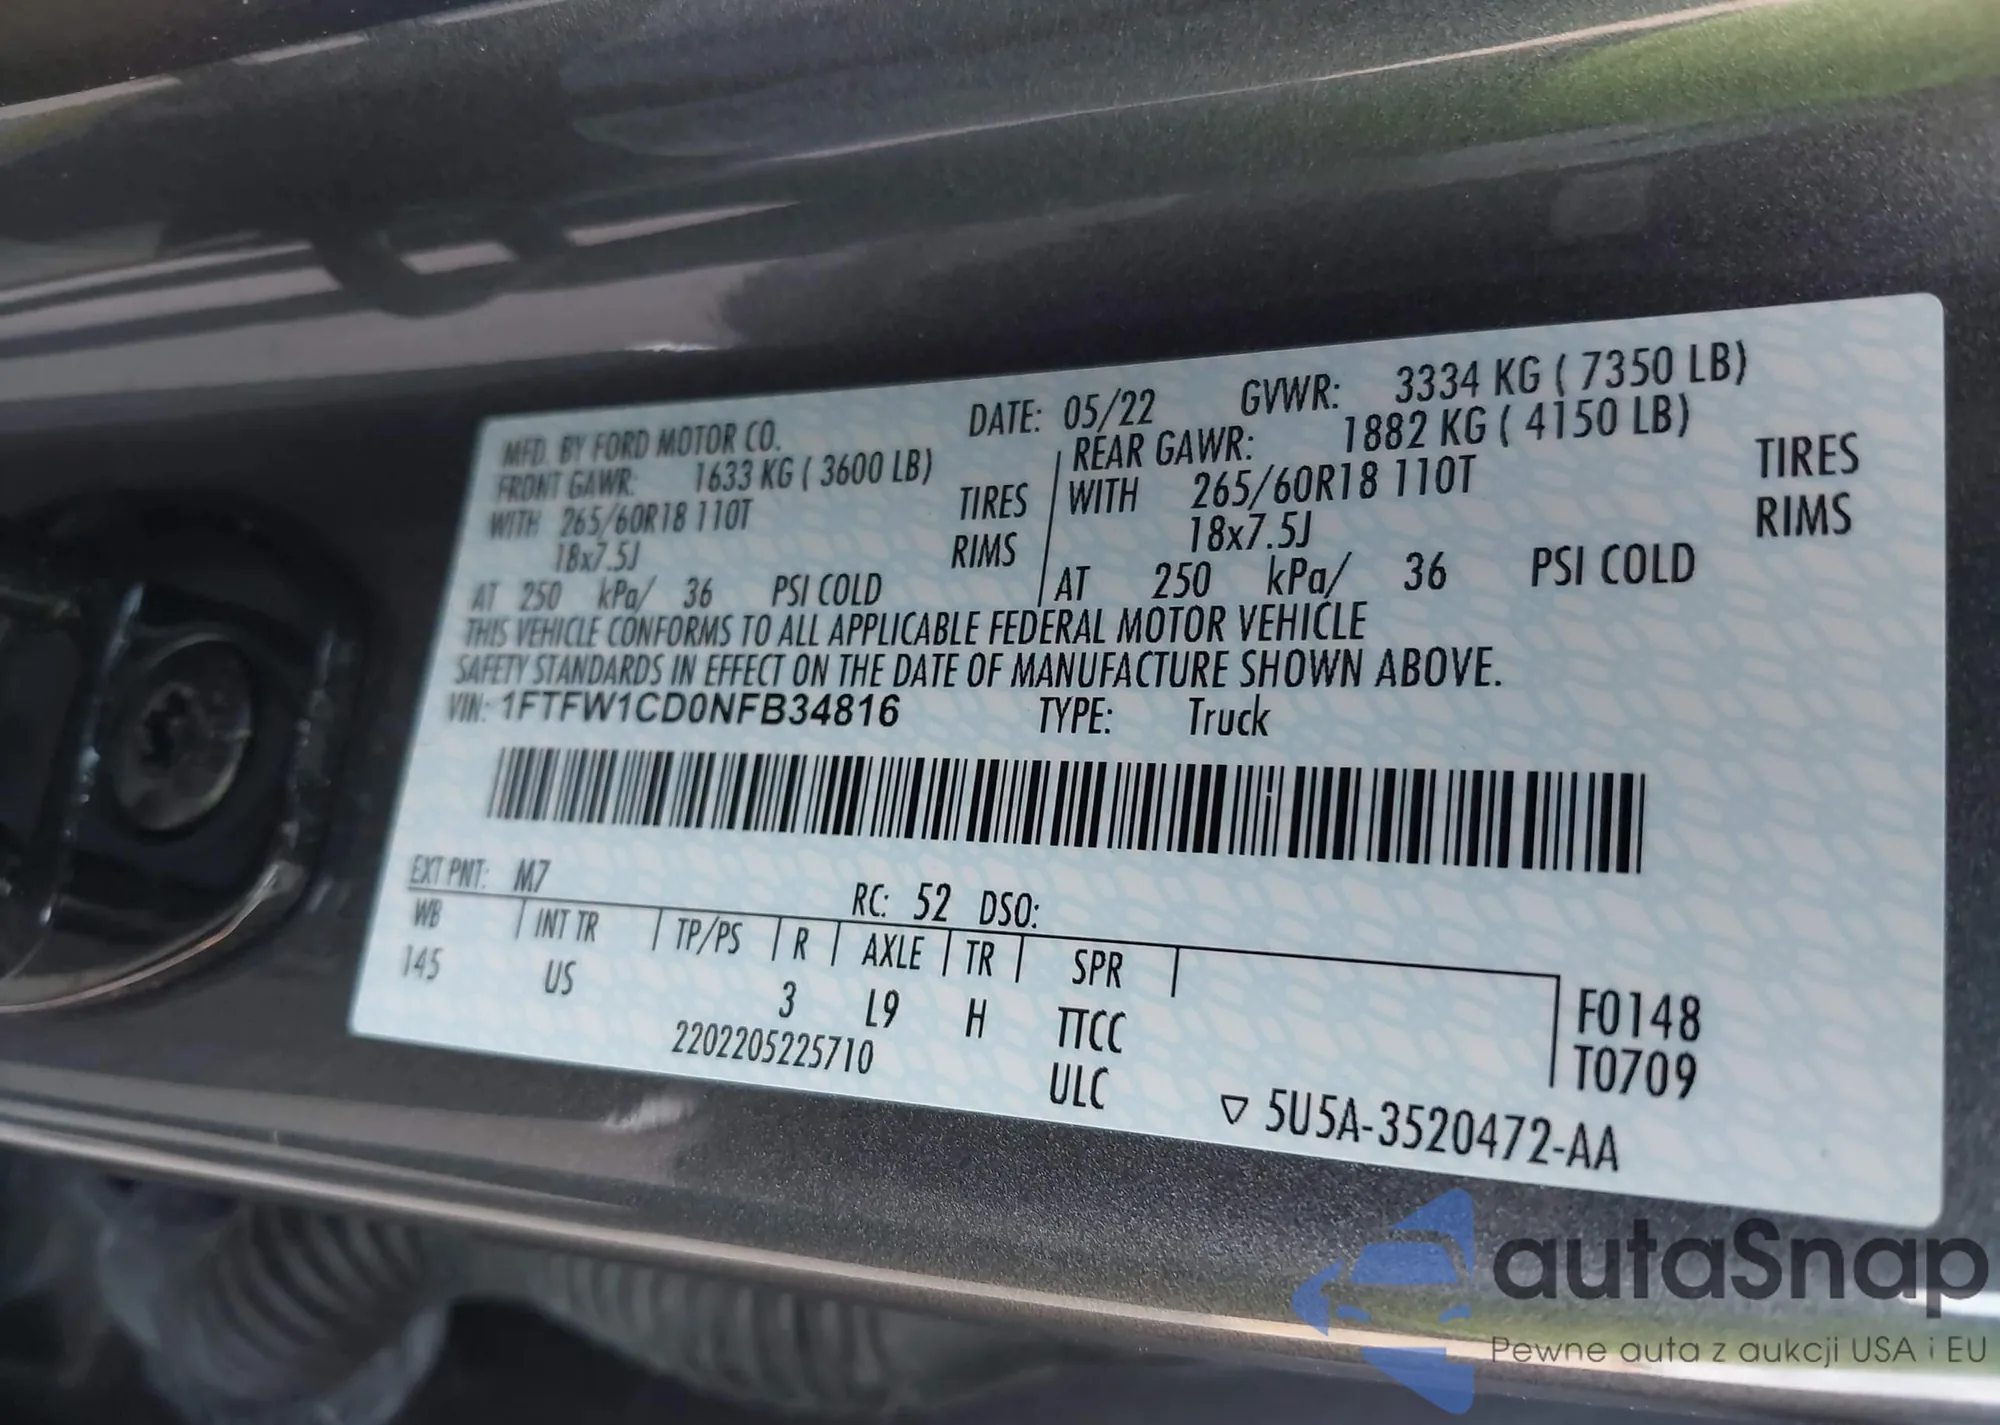 MFD. BY FORD MOTOR CO. DATE: 05/22 GVWR: 3334 KG ( 7350 LB)
FRONT GAWR: 1633 KG ( 3600 LB) REAR GAWR: 1882 KG ( 4150 LB)
WITH 265/60R18 110T TIRES WITH 265/60R18 110T TIRES
18x7.5J RIMS 18x7.5J RIMS
AT 250 kPa/ 36 PSI COLD AT 250 kPa/ 36 PSI COLD
THIS VEHICLE CONFORMS TO ALL APPLICABLE FEDERAL MOTOR VEHICLE
SAFETY STANDARDS IN EFFECT ON THE DATE OF MANUFACTURE SHOWN ABOVE.
VIN: 1FTFW1CD0NFB34816 TYPE: Truck
EXT PNT: M7 RC: 52 DSO:
WB INT TR TP/PS R AXLE TR SPR
145 US 3 L9 H TTCC F0148
2202205225710 ULC T0709
5U5A-3520472-AA
autaSnap
Pewne auta z aukcji USA i EU